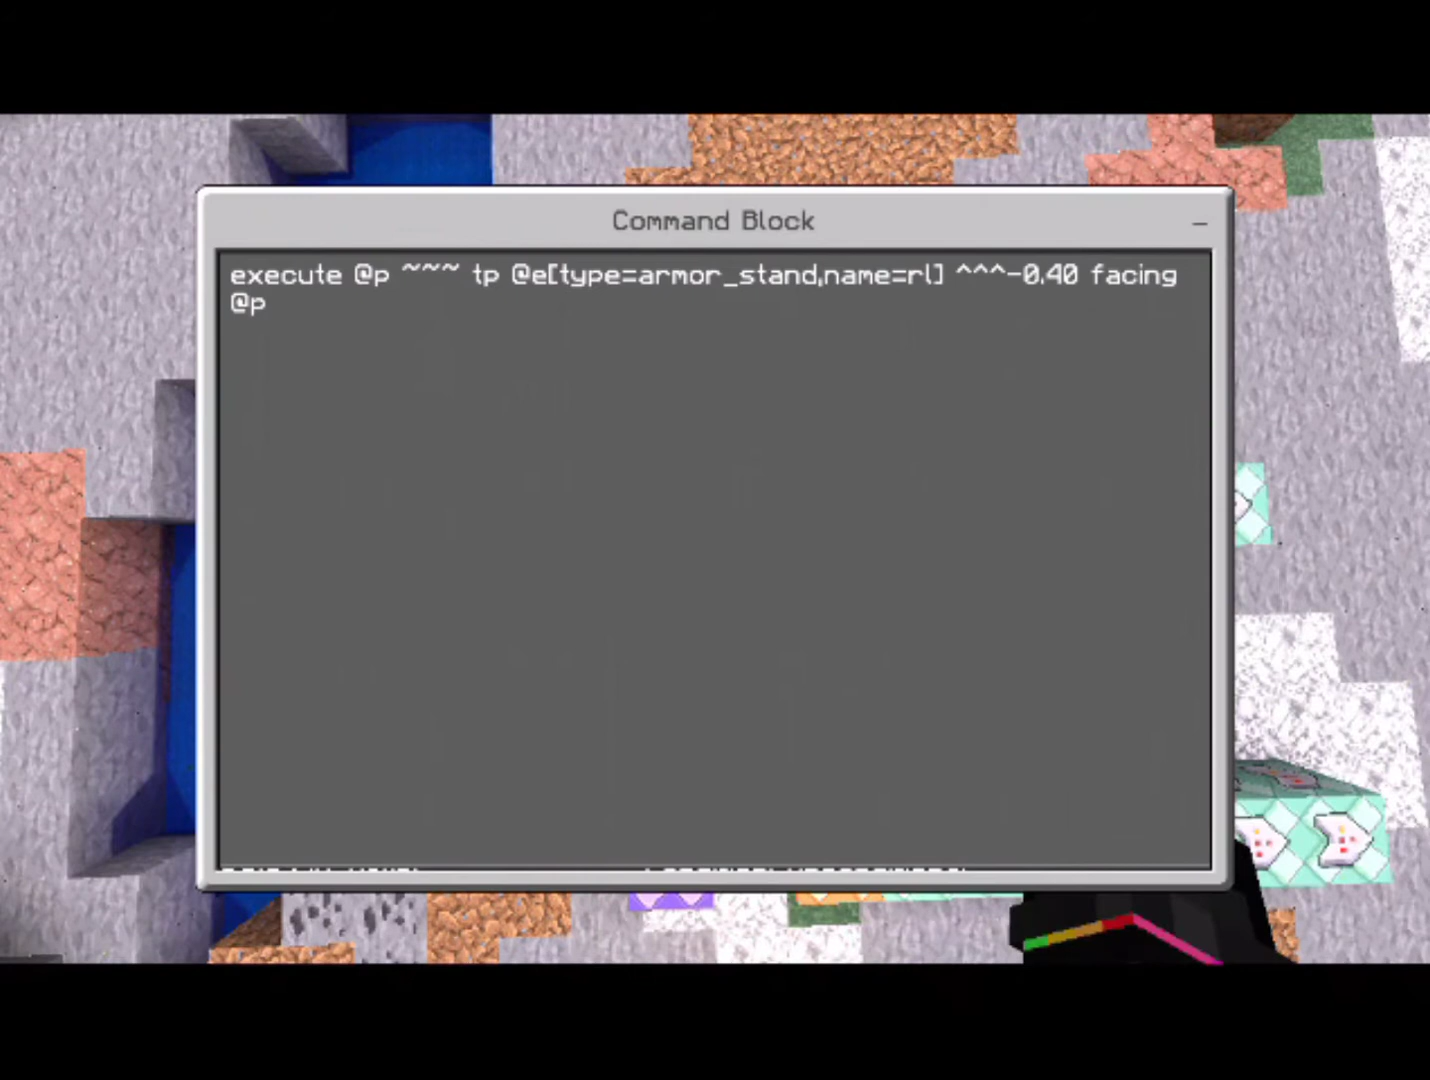 Command Block
execute @p ~~~ tp @e[type=armor_stand,name=rl] ^^^-0.40 facing
@p